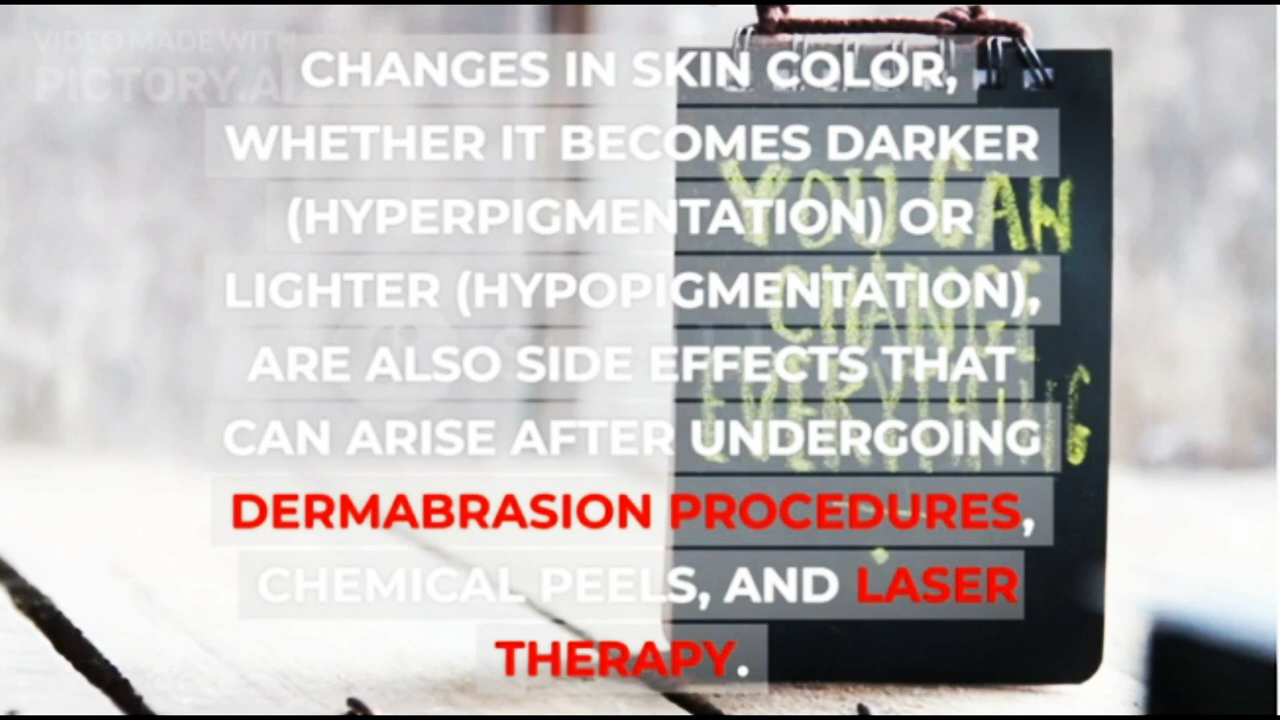 VIDEO MADE WITH
PICTORY.AI
CHANGES IN SKIN COLOR,
WHETHER IT BECOMES DARKER
(HYPERPIGMENTATION) OR
LIGHTER (HYPOPIGMENTATION),
ARE ALSO SIDE EFFECTS THAT
CAN ARISE AFTER UNDERGOING
DERMABRASION PROCEDURES,
CHEMICAL PEELS, AND LASER
THERAPY.
YOU CAN
CHANGE
EVERYTHING